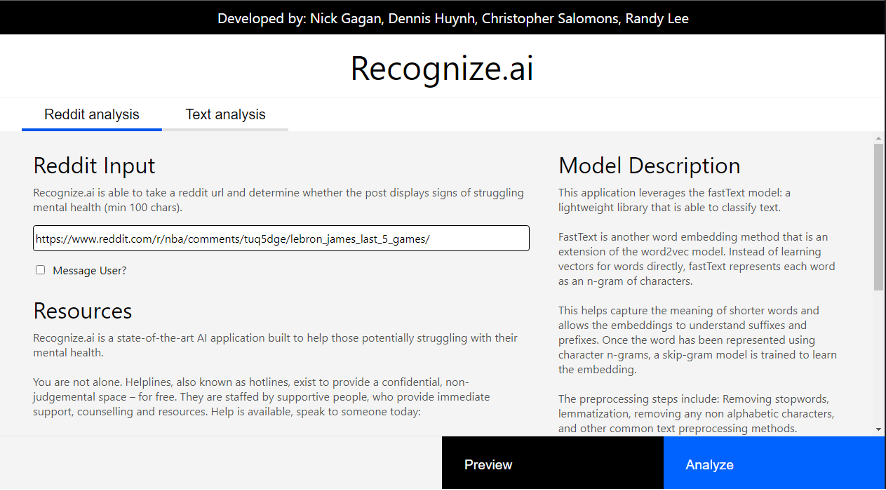 Developed by: Nick Gagan, Dennis Huynh, Christopher Salomons, Randy Lee
Recognize.ai
Reddit analysis
Text analysis
Reddit Input
Recognize.ai is able to take a reddit url and determine whether the post displays signs of struggling
mental health (min 100 chars).
https://www.reddit.com/r/nba/comments/tuq5dge/lebron_james_last_5_games/
Message User?
Resources
Recognize.ai is a state-of-the-art AI application built to help those potentially struggling with their
mental health.
You are not alone. Helplines, also known as hotlines, exist to provide a confidential, non-
judgemental space – for free. They are staffed by supportive people, who provide immediate
support, counselling and resources. Help is available, speak to someone today:
Model Description
This application leverages the fastText model: a
lightweight library that is able to classify text.
FastText is another word embedding method that is an
extension of the word2vec model. Instead of learning
vectors for words directly, fastText represents each word
as an n-gram of characters.
This helps capture the meaning of shorter words and
allows the embeddings to understand suffixes and
prefixes. Once the word has been represented using
character n-grams, a skip-gram model is trained to learn
the embedding.
The preprocessing steps include: Removing stopwords,
lemmatization, removing any non alphabetic characters,
and other common text preprocessing methods.
Preview
Analyze